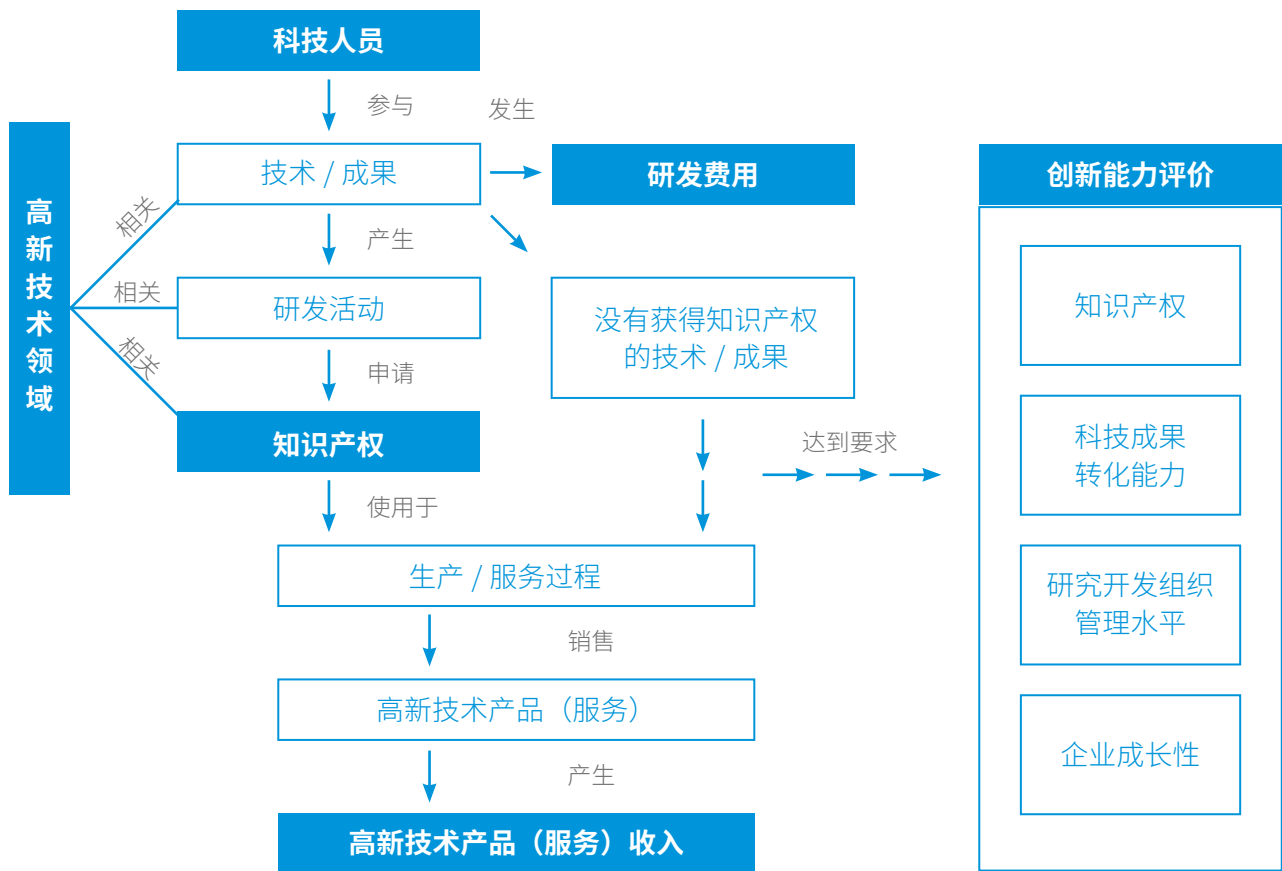 科技人员
参与
发生
技术 / 成果
研发费用
创新能力评价
高新技术领域
相关
产生
相关
研发活动
没有获得知识产权
的技术 / 成果
知识产权
相关
申请
知识产权
达到要求
科技成果
转化能力
使用于
生产 / 服务过程
研究开发组织
管理水平
销售
高新技术产品（服务）
企业成长性
产生
高新技术产品（服务）收入